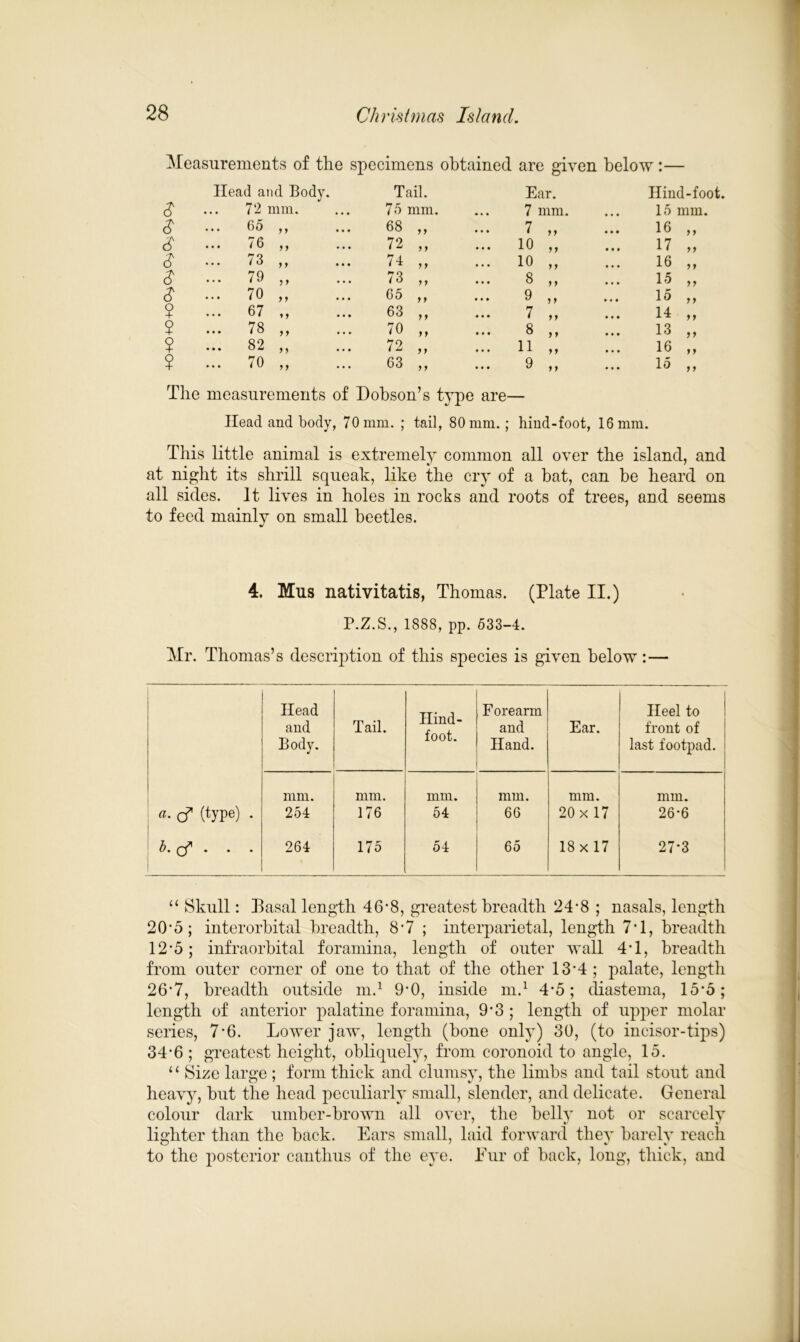 28 Christmas Island.
Measurements of the specimens obtained are given below:—
Head and Body. Tail. Ear. Hind-foot.
♂ ... 72 mm. ... 75 mm. ... 7 mm. ... 15 mm.
♂ ... 65 ,, ... 68 ,, ... 7 ,, ... 16 ,,
♂ ... 76 ,, ... 72 ,, ... 10 ,, ... 17 ,,
♂ ... 73 ,, ... 74 ,, ... 10 ,, ... 16 ,,
♂ ... 79 ,, ... 73 ,, ... 8 ,, ... 15 ,,
♂ ... 70 ,, ... 65 ,, ... 9 ,, ... 15 ,,
♀ ... 67 ,, ... 63 ,, ... 7 ,, ... 14 ,,
♀ ... 78 ,, ... 70 ,, ... 8 ,, ... 13 ,,
♀ ... 82 ,, ... 72 ,, ... 11 ,, ... 16 ,,
♀ ... 70 ,, ... 63 ,, ... 9 ,, ... 15 ,,
The measurements of Dobson's type are—
Head and body, 70 mm. ; tail, 80 mm. ; hind-foot, 16 mm.
This little animal is extremely common all over the island, and
at night its shrill squeak, like the cry of a bat, can be heard on
all sides. It lives in holes in rocks and roots of trees, and seems
to feed mainly on small beetles.
4. Mus nativitatis, Thomas. (Plate II.)
P.Z.S., 1888, pp. 533-4.
Mr. Thomas's description of this species is given below:—
Head and Body. Tail. Hind-foot. Forearm and Hand. Ear. Heel to front of last footpad.
mm. mm. mm. mm. mm. mm.
a. ♂ (type) . 254 176 54 66 20 x 17 26·6
b. ♂ . . . 264 175 54 65 18 x 17 27·3
“ Skull: Basal length 46·8, greatest breadth 24·8 ; nasals, length
20·5; interorbital breadth, 8·7 ; interparietal, length 7·1, breadth
12·5; infraorbital foramina, length of outer wall 4·1, breadth
from outer corner of one to that of the other 13·4 ; palate, length
26·7, breadth outside m.¹ 9·0, inside m.¹ 4·5; diastema, 15·5;
length of anterior palatine foramina, 9·3 ; length of upper molar
series, 7·6. Lower jaw, length (bone only) 30, (to incisor-tips)
34·6 ; greatest height, obliquely, from coronoid to angle, 15.
“ Size large ; form thick and clumsy, the limbs and tail stout and
heavy, but the head peculiarly small, slender, and delicate. General
colour dark umber-brown all over, the belly not or scarcely
lighter than the back. Ears small, laid forward they barely reach
to the posterior canthus of the eye. Fur of back, long, thick, and